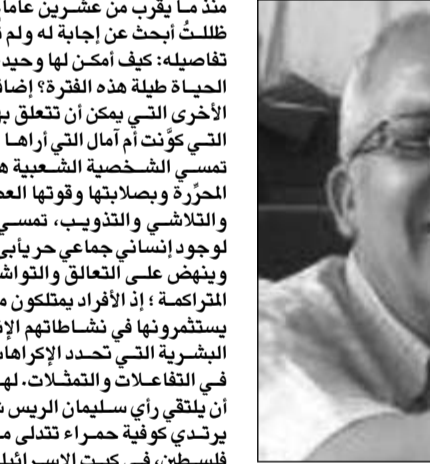 منذ ما يقرب من عشرين عاما
ظللتُ أبحث عن إجابة له ولم
تفاصيله: كيف أمكن لها وحيد
الحياة طيلة هذه الفترة؟ إضا
الأخرى التي يمكن أن تتعلق به
التي كوَّنت أم آمال التي أراها
تمسي الشخصية الشعبية ه
المحرِّرة وبصلابتها وقوتها الع
والتلاشي والتذويب، تمسي
لوجود إنساني جماعي حر يأبى
وينهض على التعالق والتواش
المتراكمة؛ إذ الأفراد يمتلكون م
يستثمرونها في نشاطاتهم الإ
البشرية التي تحدد الإكراها
في التفاعلات والتمثلات. لهـ
أن يلتقي رأي سليمان الريس
يرتدي كوفية حمراء تتدلى م